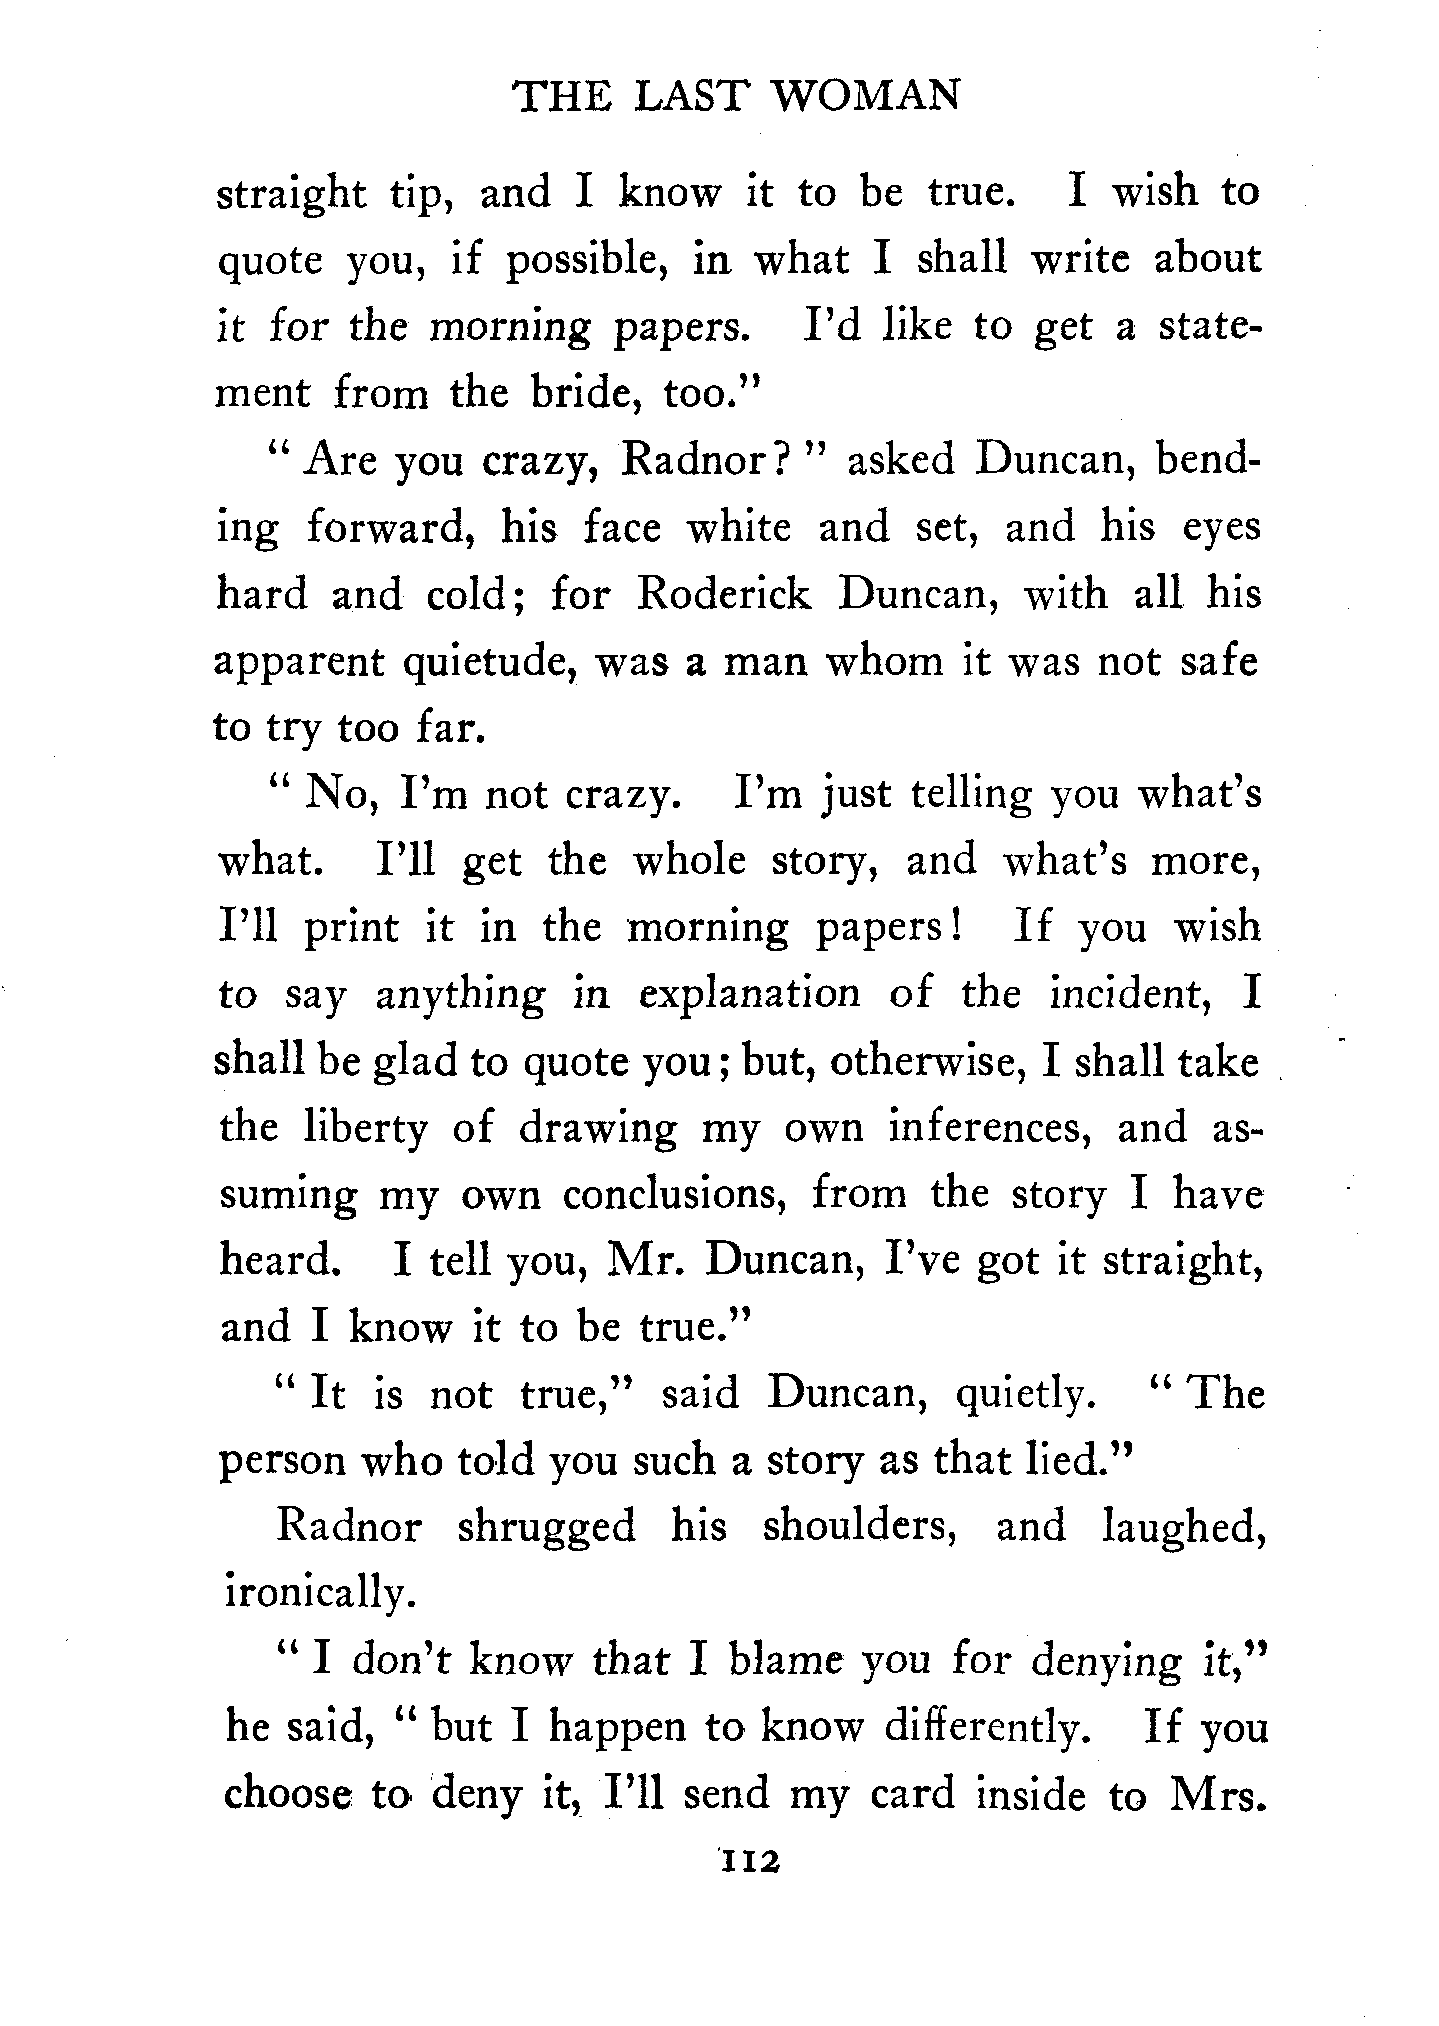 THE LAST WOMAN
straight tip, and I know it to be true. I wish to
quote you, if possible, in what I shall write about
it for the morning papers. I'd like to get a state-
ment from the bride, too."
" Are you crazy, Radnor? " asked Duncan, bend-
ing forward, his face white and set, and his eyes
hard and cold; for Roderick Duncan, with all his
apparent quietude, was a man whom it was not safe
to try too far.
" No, I'm not crazy. I'm just telling you what's
what. I'll get the whole story, and what's more,
I'll print it in the morning papers! If you wish
to say anything in explanation of the incident, I
shall be glad to quote you; but, otherwise, I shall take
the liberty of drawing my own inferences, and as-
suming my own conclusions, from the story I have
heard. I tell you, Mr. Duncan, I've got it straight,
and I know it to be true."
" It is not true," said Duncan, quietly. " The
person who told you such a story as that lied."
Radnor shrugged his shoulders, and laughed,
ironically.
" I don't know that I blame you for denying it,"
he said, " but I happen to know differently. If you
choose to deny it, I'll send my card inside to Mrs.
112